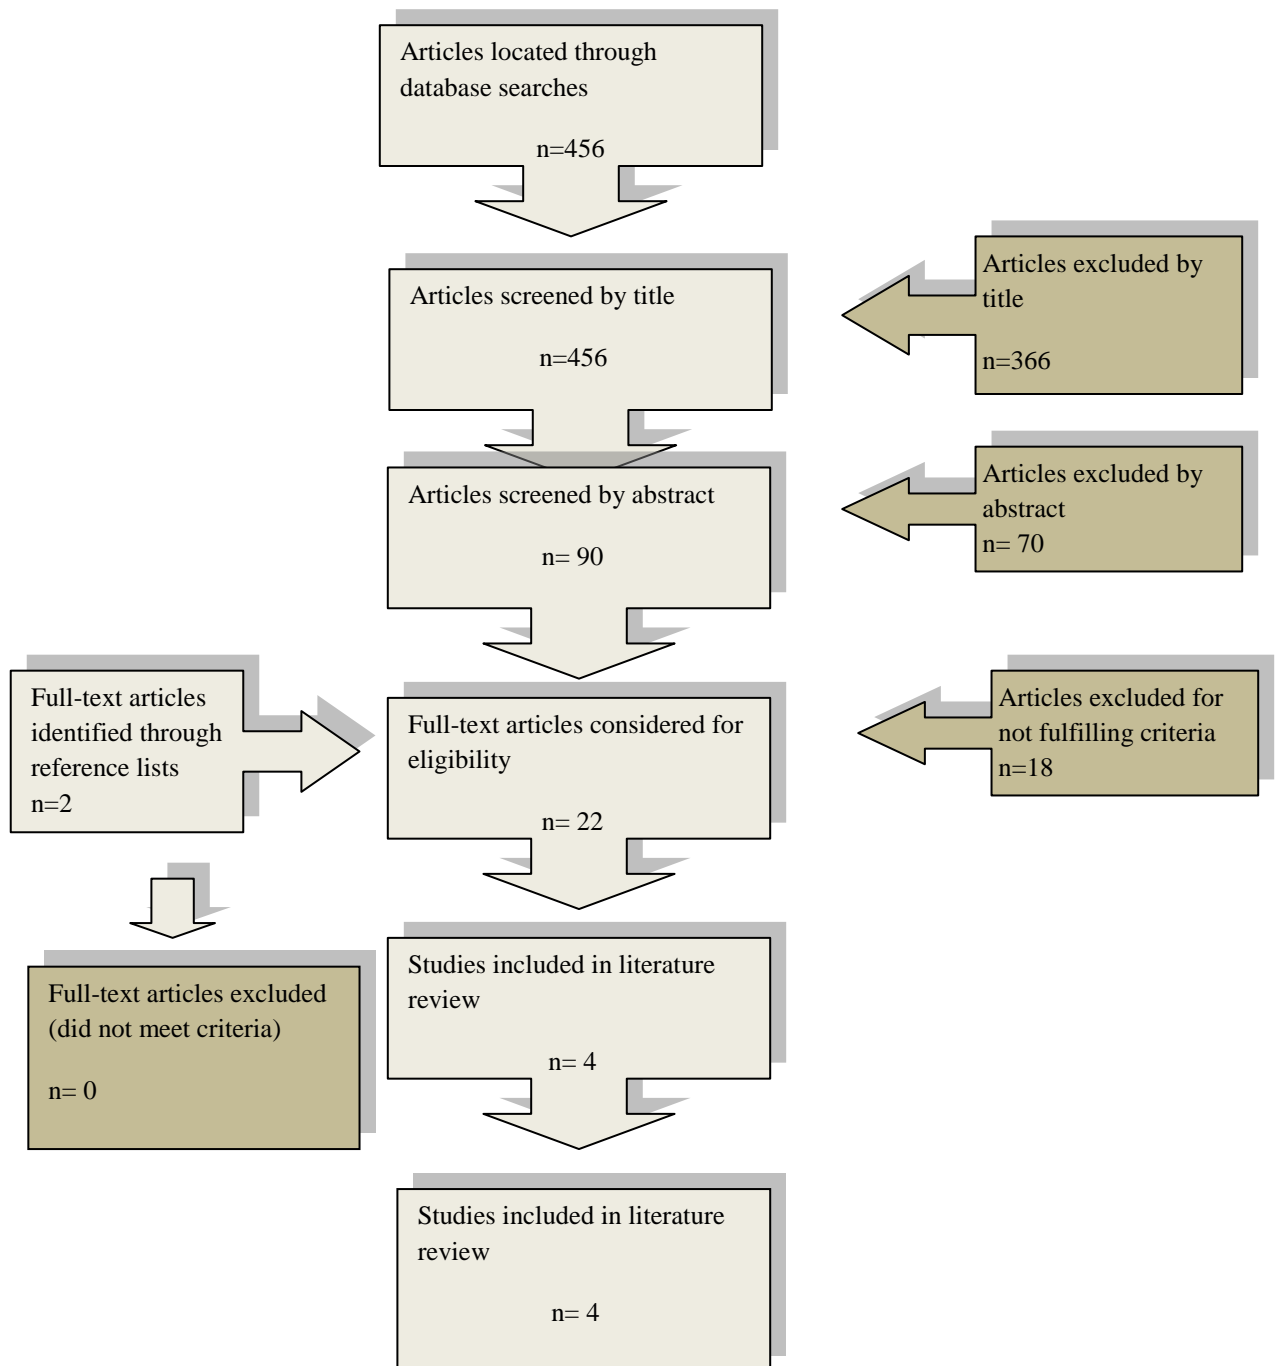 Articles located through
database searches
n=456
Articles screened by title
n=456
Articles excluded by
title
n=366
Articles screened by abstract
n= 90
Articles excluded by
abstract
n= 70
Full-text articles
identified through
reference lists
n=2
Full-text articles considered for
eligibility
n= 22
Articles excluded for
not fulfilling criteria
n=18
Full-text articles excluded
(did not meet criteria)
n= 0
Studies included in literature
review
n= 4
Studies included in literature
review
n= 4